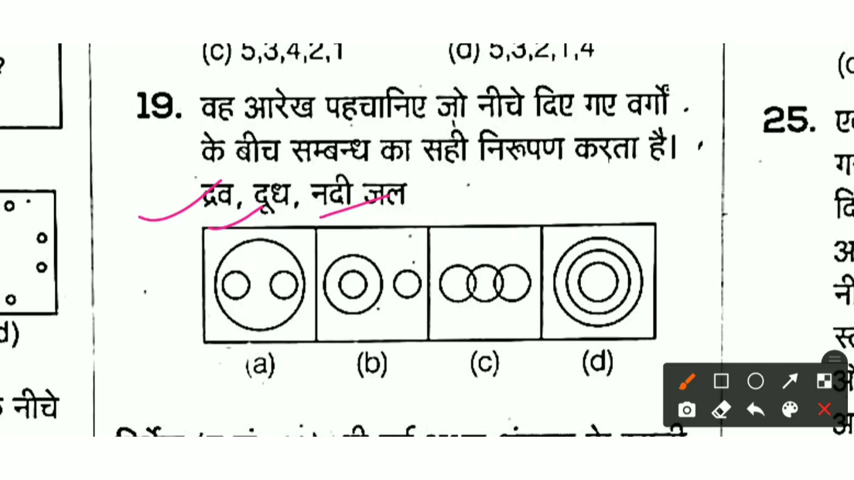 (c) 5,3,4,2,1
(d) 5,3,2,1,4
19. वह आरेख पहचानिए जो नीचे दिए गए वर्गों
के बीच सम्बन्ध का सही निरूपण करता है।
द्रव, दूध, नदी जल
(a) (b) (c) (d)
?
d)
नीचे
(c
25.